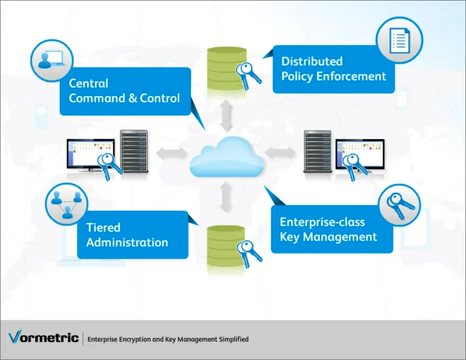 Distributed
Policy Enforcement
Central
Command & Control
Tiered
Administration
Enterprise-class
Key Management
Vormetric
Enterprise Encryption and Key Management Simplified